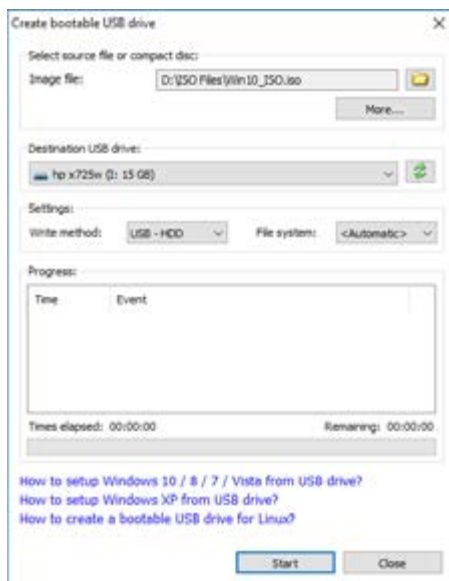 Create bootable USB drive
Select source file or compact disc:
Image file: D:\ISO Files\Win10_ISO.iso
More...
Destination USB drive:
hp x725w (I: 15 GB)
Settings:
Write method: USB - HDD File system: <Automatic>
Progress:
Time Event
Times elapsed: 00:00:00 Remaining: 00:00:00
How to setup Windows 10 / 8 / 7 / Vista from USB drive?
How to setup Windows XP from USB drive?
How to create a bootable USB drive for Linux?
Start Close